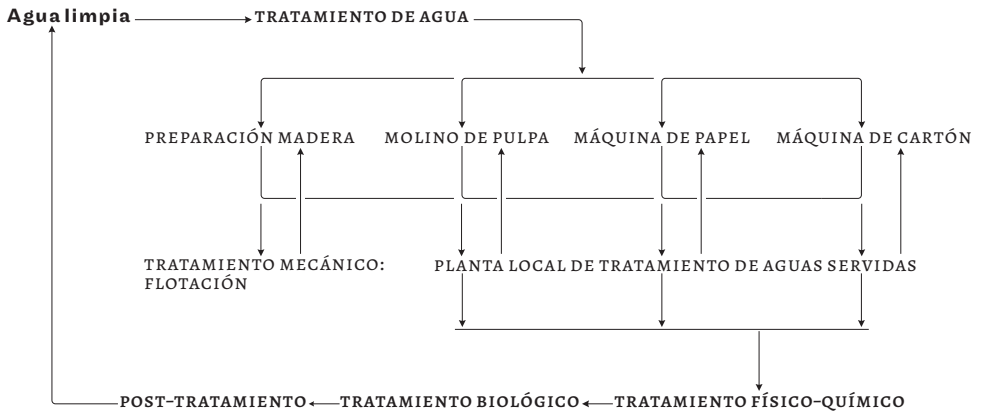 Agua limpia
TRATAMIENTO DE AGUA
PREPARACIÓN MADERA
MOLINO DE PULPA
MÁQUINA DE PAPEL
MÁQUINA DE CARTÓN
TRATAMIENTO MECÁNICO:
FLOTACIÓN
PLANTA LOCAL DE TRATAMIENTO DE AGUAS SERVIDAS
POST-TRATAMIENTO
TRATAMIENTO BIOLÓGICO
TRATAMIENTO FÍSICO-QUÍMICO